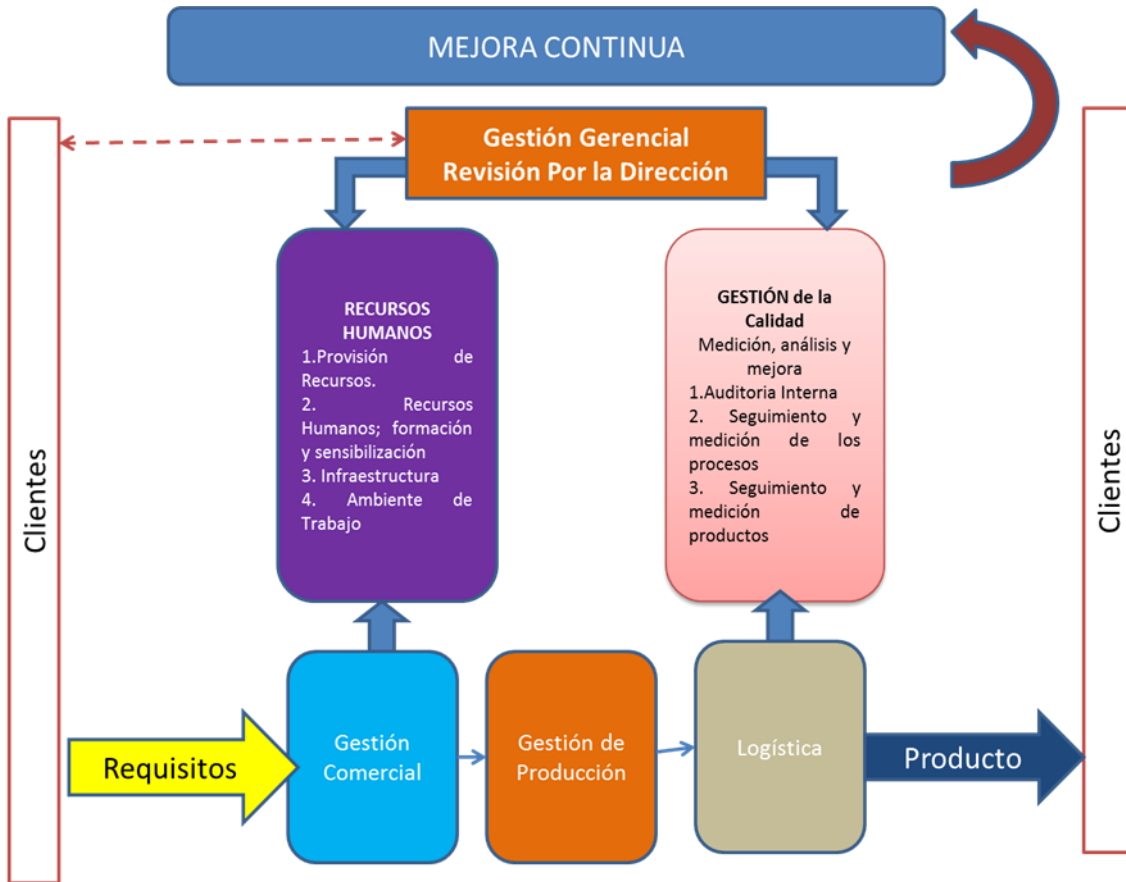 MEJORA CONTINUA
Gestión Gerencial
Revisión Por la Dirección
Clientes
RECURSOS
HUMANOS
1.Provisión de
Recursos.
2. Recursos
Humanos; formación
y sensibilización
3. Infraestructura
4. Ambiente de
Trabajo
GESTIÓN de la
Calidad
Medición, análisis y
mejora
1.Auditoria Interna
2. Seguimiento y
medición de los
procesos
3. Seguimiento y
medición de
productos
Clientes
Requisitos
Gestión
Comercial
Gestión de
Producción
Logística
Producto